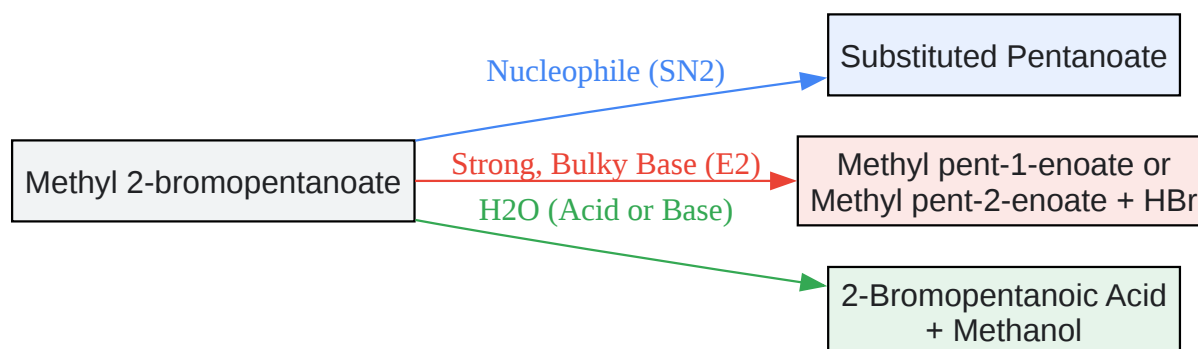 Nucleophile (SN2)
Substituted Pentanoate
Methyl 2-bromopentanoate
Strong, Bulky Base (E2)
Methyl pent-1-enoate or
Methyl pent-2-enoate + HBr
H2O (Acid or Base)
2-Bromopentanoic Acid
+ Methanol